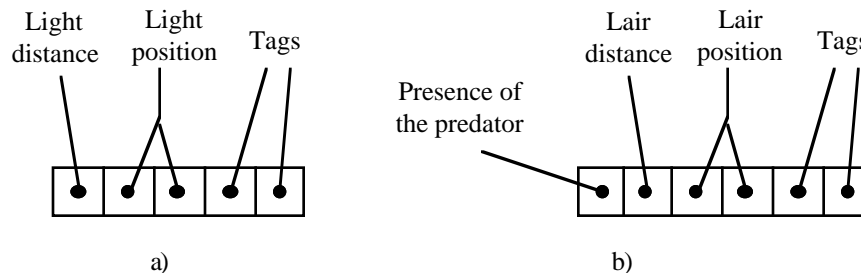 Light
distance
Light
position
Tags
Lair
distance
Lair
position
Tags
Presence of
the predator
a)
b)